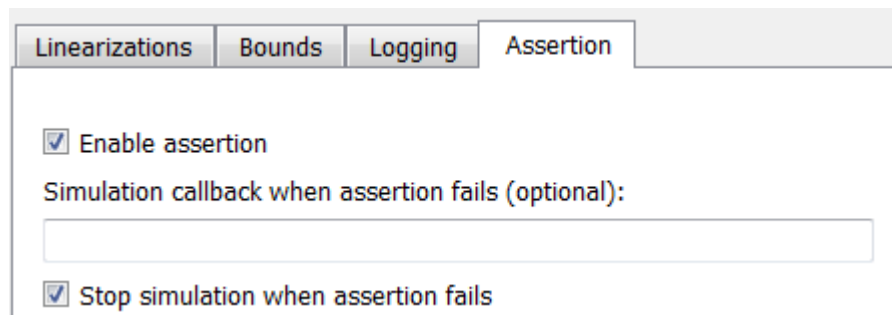 Linearizations Bounds Logging Assertion
Enable assertion
Simulation callback when assertion fails (optional):
Stop simulation when assertion fails